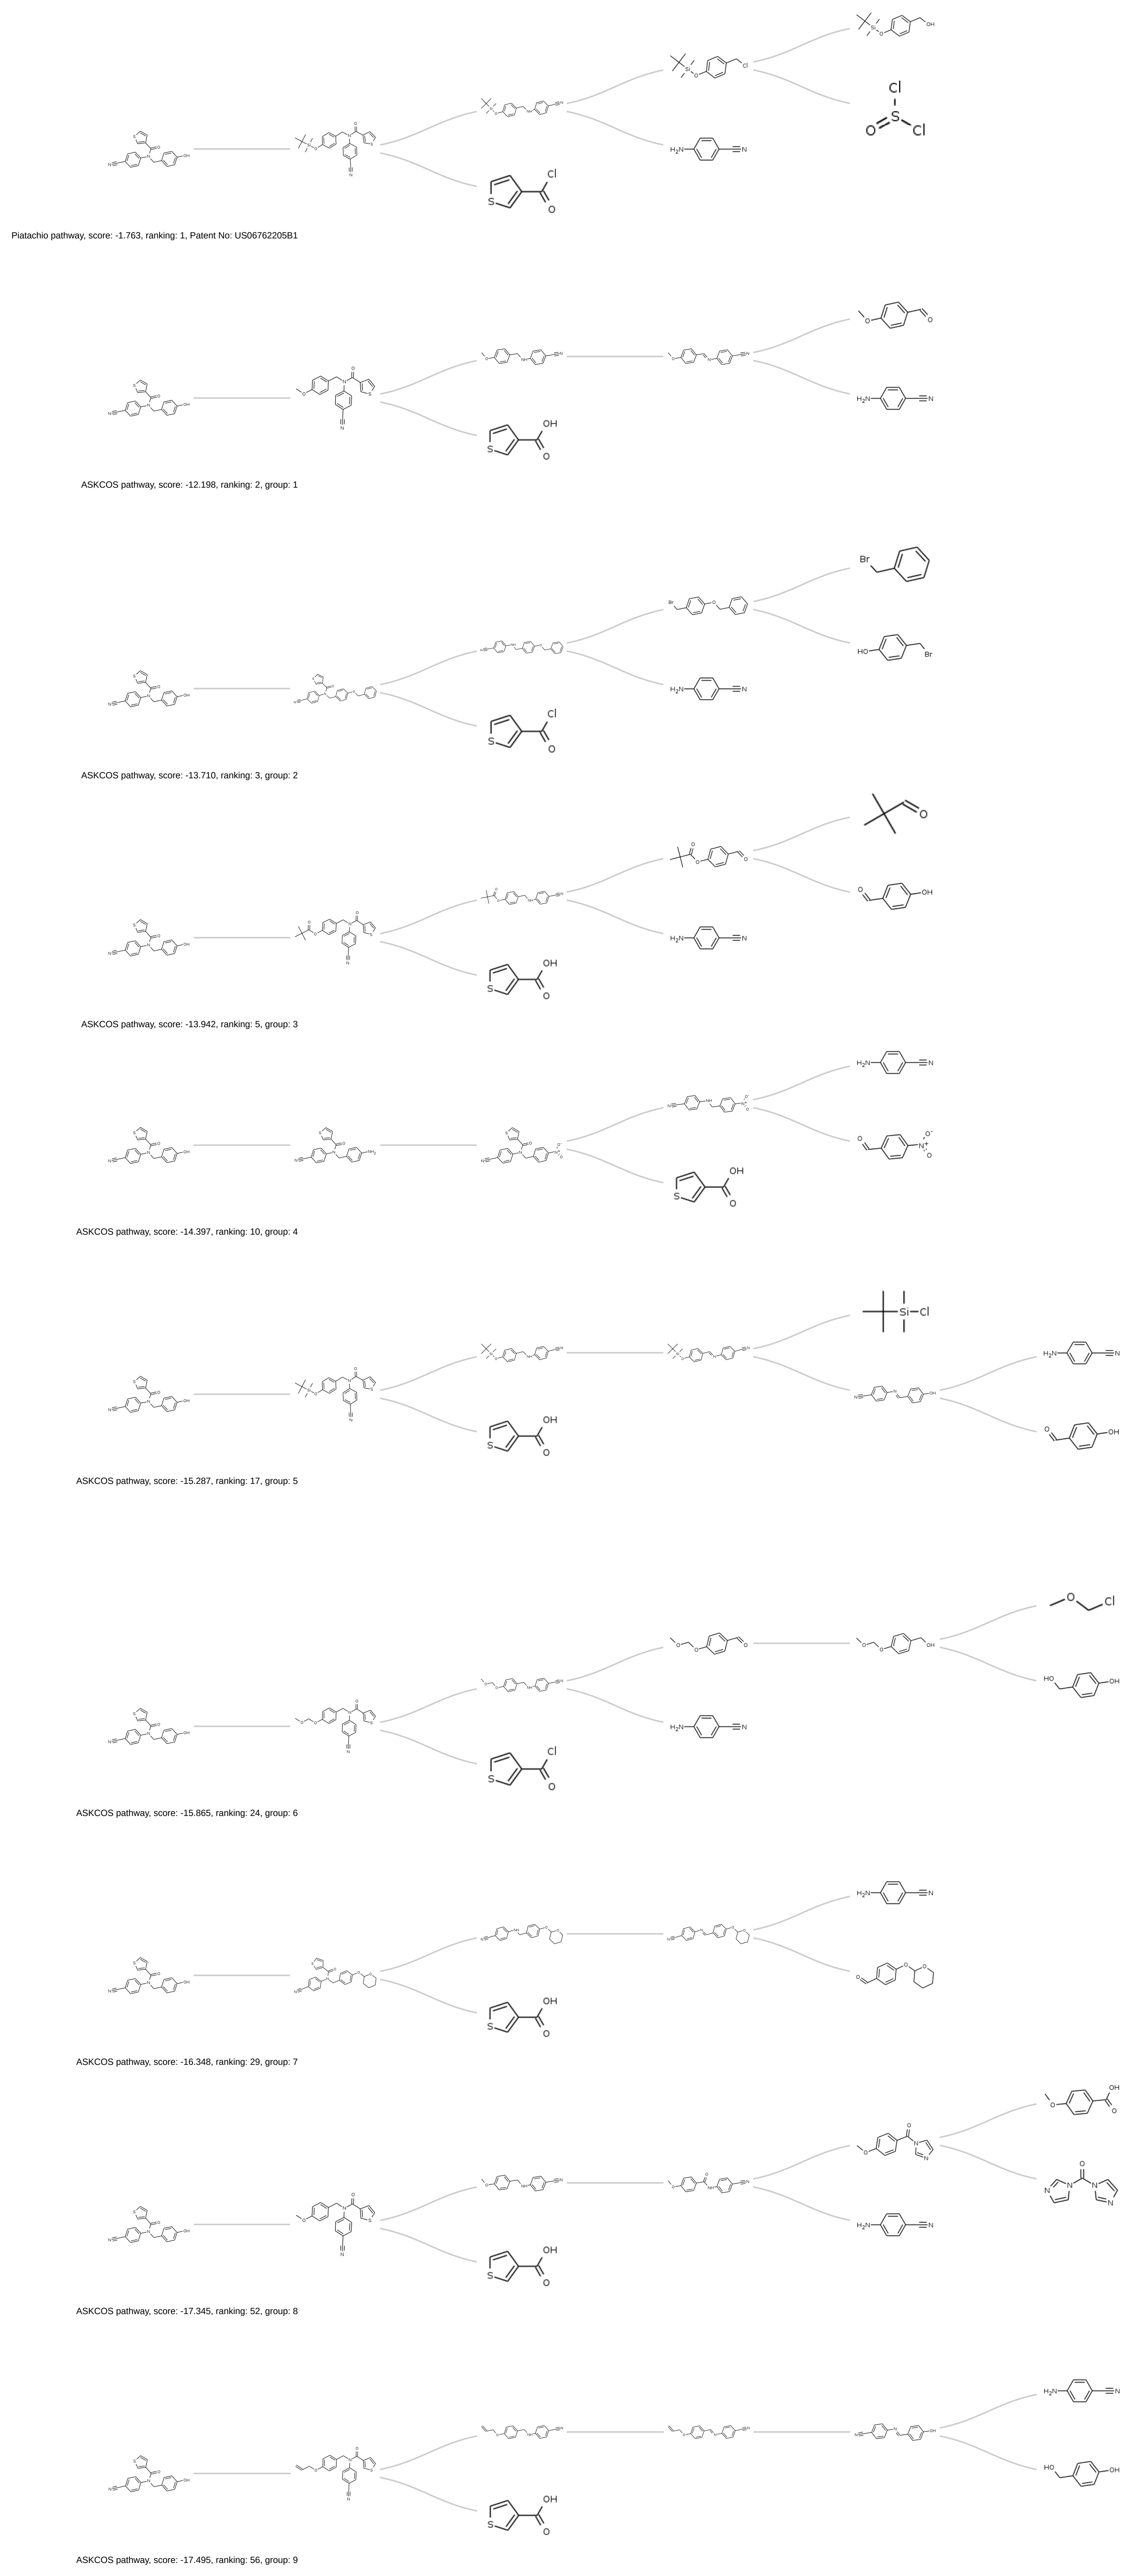 Piatachio pathway, score: -1.763, ranking: 1, Patent No: US06762205B1
ASKCOS pathway, score: -12.198, ranking: 2, group: 1
ASKCOS pathway, score: -13.710, ranking: 3, group: 2
ASKCOS pathway, score: -13.942, ranking: 5, group: 3
ASKCOS pathway, score: -14.397, ranking: 10, group: 4
ASKCOS pathway, score: -15.287, ranking: 17, group: 5
ASKCOS pathway, score: -15.865, ranking: 24, group: 6
ASKCOS pathway, score: -16.348, ranking: 29, group: 7
ASKCOS pathway, score: -17.345, ranking: 52, group: 8
ASKCOS pathway, score: -17.495, ranking: 56, group: 9